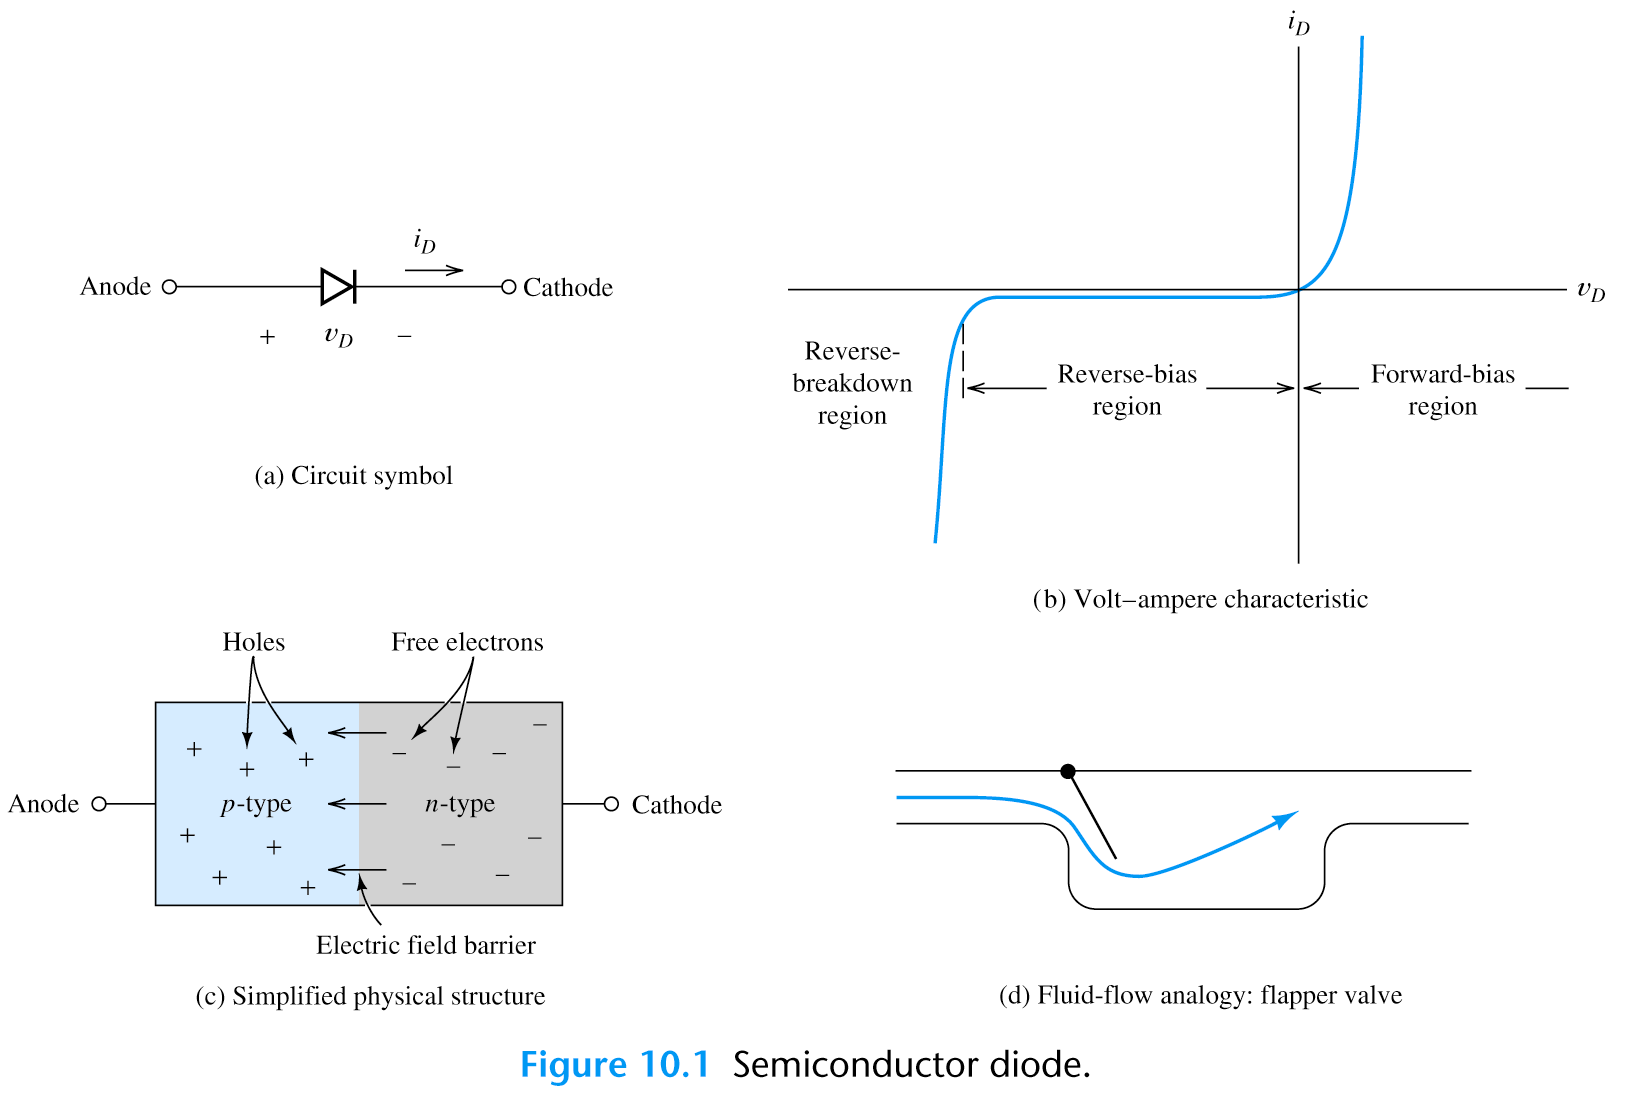 i_D
Anode
i_D
Cathode
+ v_D −
(a) Circuit symbol
v_D
Reverse-
breakdown
region
Reverse-bias
region
Forward-bias
region
(b) Volt–ampere characteristic
Holes
Free electrons
+ + + − − − −
Anode
p-type
n-type
Cathode
+ + + + − − − −
Electric field barrier
(c) Simplified physical structure
(d) Fluid-flow analogy: flapper valve
Figure 10.1 Semiconductor diode.